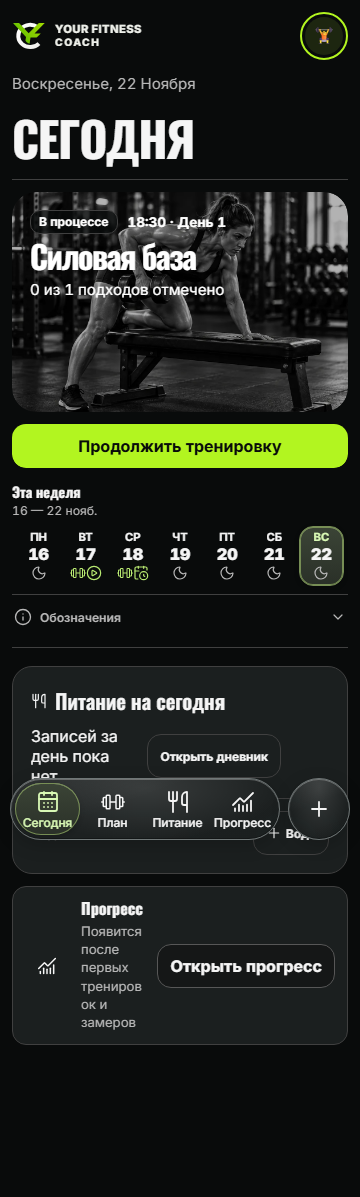 YOUR FITNESS
COACH
Воскресенье, 22 Ноября
СЕГОДНЯ
В процессе
18:30 · День 1
Силовая база
0 из 1 подходов отмечено
Продолжить тренировку
Эта неделя
16 — 22 нояб.
ПН ВТ СР ЧТ ПТ СБ ВС
16 17 18 19 20 21 22
Обозначения
Питание на сегодня
Записей за
день пока
нет
Открыть дневник
Сегодня План Питание Прогресс
Прогресс
Появится
после
первых
трениров
ок и
замеров
Открыть прогресс